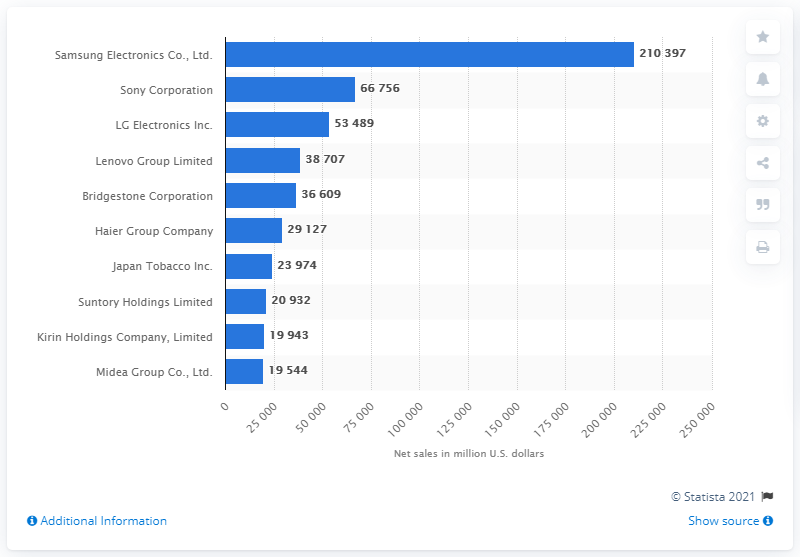 Samsung Electronics Co., Ltd. 210 397
Sony Corporation 66 756
LG Electronics Inc. 53 489
Lenovo Group Limited 38 707
Bridgestone Corporation 36 609
Haier Group Company 29 127
Japan Tobacco Inc. 23 974
Suntory Holdings Limited 20 932
Kirin Holdings Company, Limited 19 943
Midea Group Co., Ltd. 19 544
0 25 000 50 000 75 000 100 000 125 000 150 000 175 000 200 000 225 000 250 000
Net sales in million U.S. dollars
© Statista 2021
Additional Information Show source